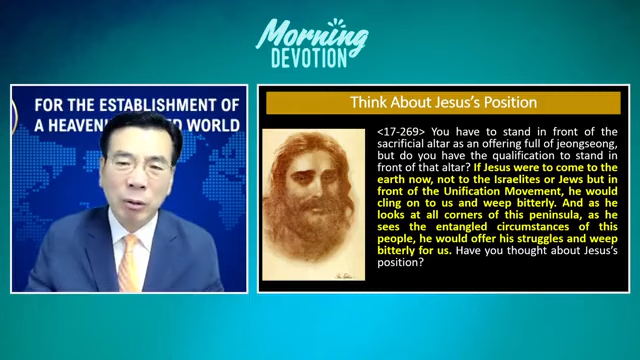 Morning
DEVOTION
FOR THE ESTABLISHMENT OF
A HEAVEN D WORLD
Think About Jesus's Position
<17-269> You have to stand in front of the
sacrificial altar as an offering full of jeongseong,
but do you have the qualification to stand in
front of that altar? If Jesus were to come to the
earth now, not to the Israelites or Jews but in
front of the Unification Movement, he would
cling on to us and weep bitterly. And as he
looks at all corners of this peninsula, as he
sees the entangled circumstances of this
people, he would offer his struggles and weep
bitterly for us. Have you thought about Jesus's
position?